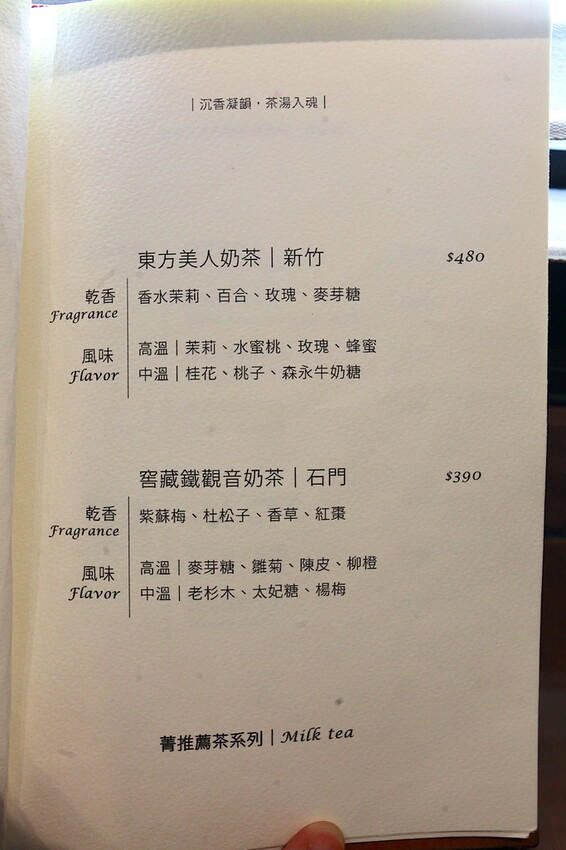 |沉香凝韻・茶湯入魂|
東方美人奶茶|新竹 $480
乾香 香水茉莉、百合、玫瑰、麥芽糖
Fragrance
風味 高溫|茉莉、水蜜桃、玫瑰、蜂蜜
Flavor 中溫|桂花、桃子、森永牛奶糖
窖藏鐵觀音奶茶|石門 $390
乾香 紫蘇梅、杜松子、香草、紅棗
Fragrance
風味 高溫|麥芽糖、雛菊、陳皮、柳橙
Flavor 中溫|老杉木、太妃糖、楊梅
菁推薦茶系列|Milk tea